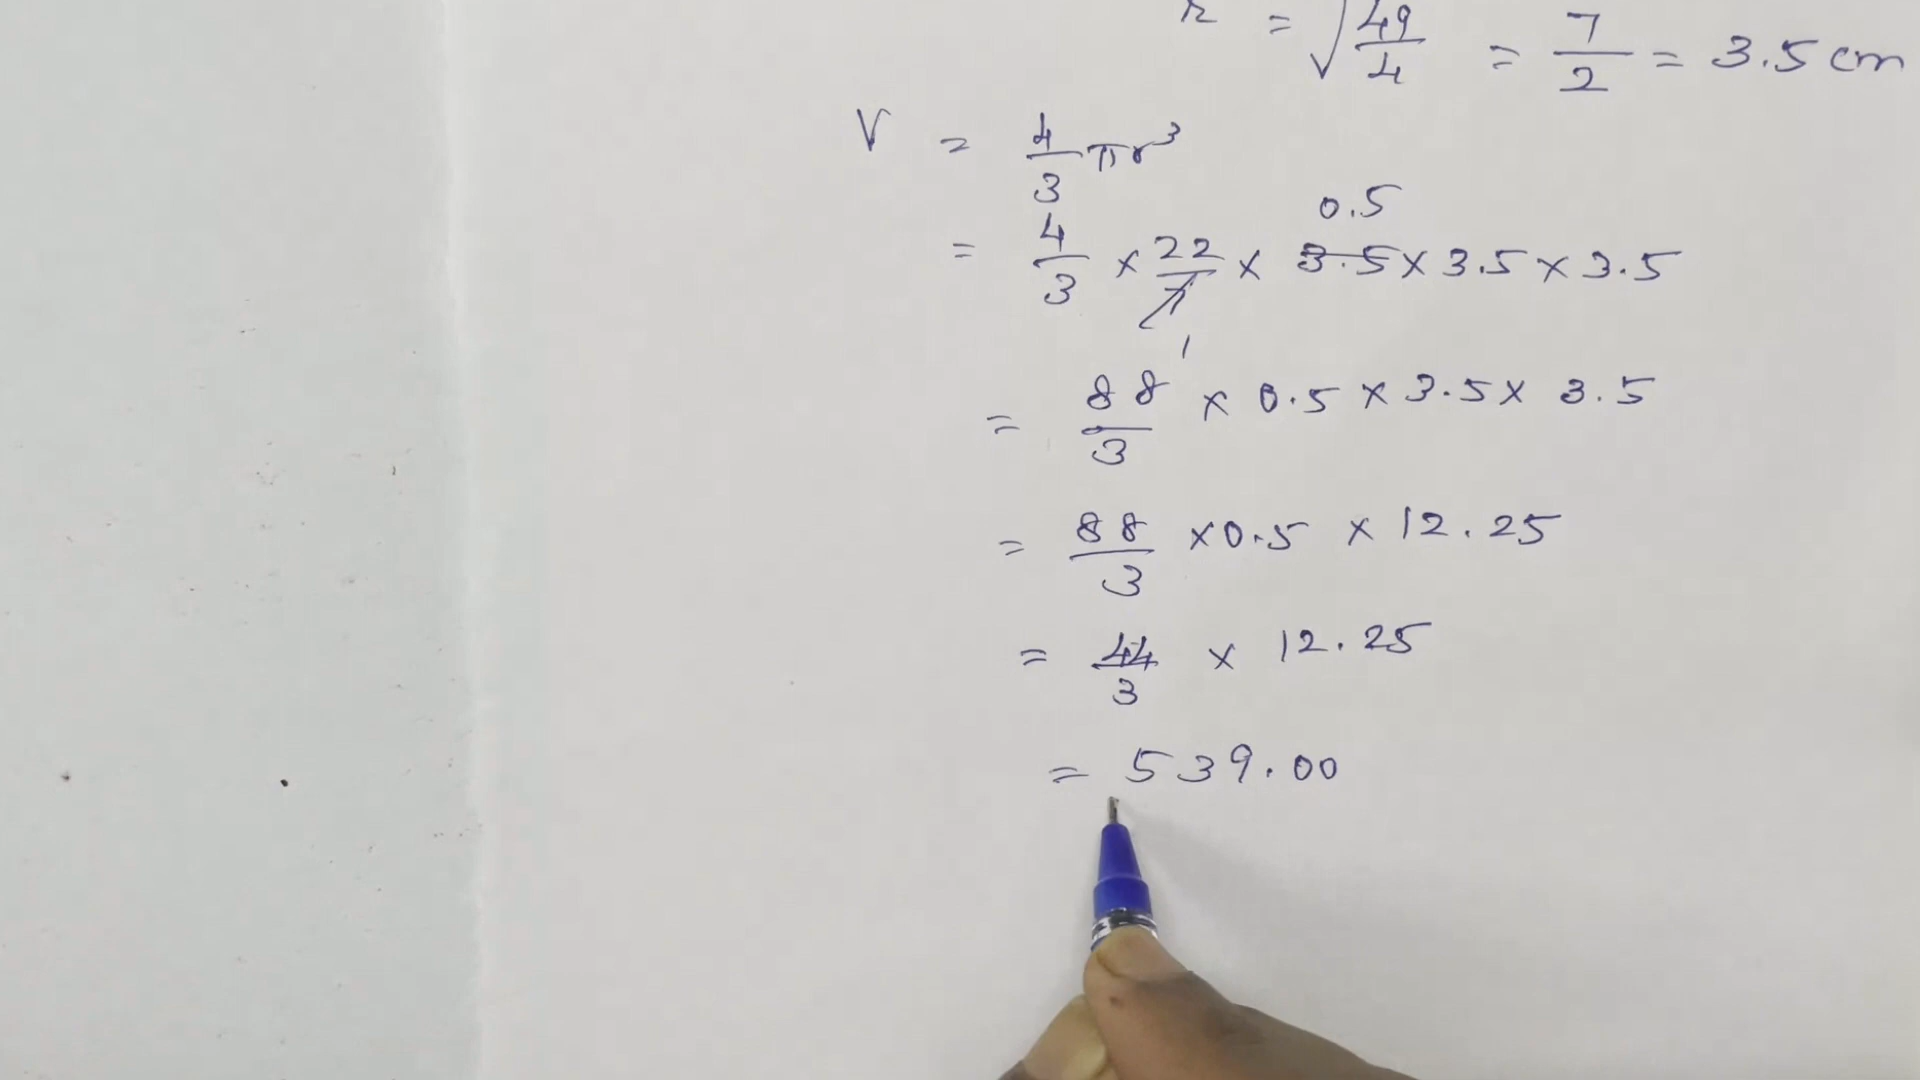 r = √49/4 = 7/2 = 3.5 cm
V = 4/3 πr³
0.5
= 4/3 × 22/7 × 3.5 × 3.5 × 3.5
1
= 88/3 × 0.5 × 3.5 × 3.5
= 88/3 × 0.5 × 12.25
= 44/3 × 12.25
= 539.00